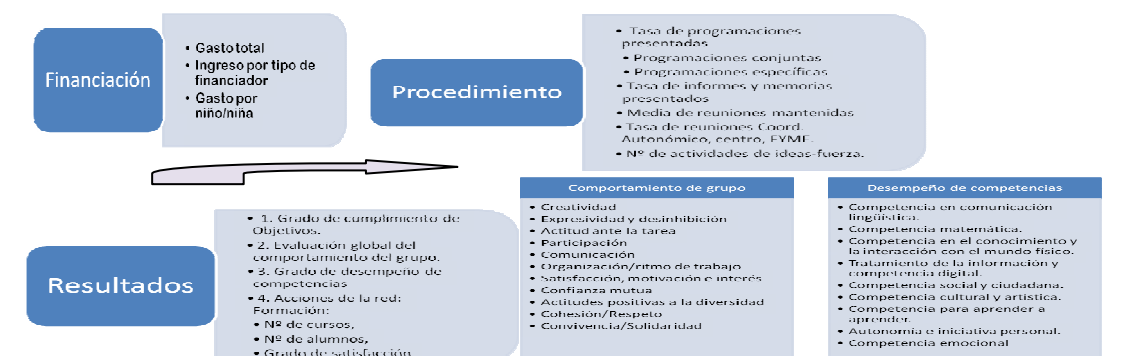 Financiación
• Gasto total
• Ingreso por tipo de
financiador
• Gasto por
niño/niña
Procedimiento
• Tasa de programaciones
presentadas
• Programaciones conjuntas
• Programaciones específicas
• Tasa de informes y memorias
presentados
• Media de reuniones mantenidas
• Tasa de reuniones Coord.
Autonómico, centro, FYME.
• Nº de actividades de ideas-fuerza.
Resultados
• 1. Grado de cumplimiento de
Objetivos.
• 2. Evaluación global del
comportamiento del grupo.
• 3. Grado de desempeño de
competencias
• 4. Acciones de la red:
Formación:
• Nº de cursos,
• Nº de alumnos,
• Grado de satisfacción
Comportamiento de grupo
• Creatividad
• Expresividad y desinhibición
• Actitud ante la tarea
• Participación
• Comunicación
• Organización/ritmo de trabajo
• Satisfacción, motivación e interés
• Confianza mutua
• Actitudes positivas a la diversidad
• Cohesión/Respeto
• Convivencia/Solidaridad
Desempeño de competencias
• Competencia en comunicación
lingüística.
• Competencia matemática.
• Competencia en el conocimiento y
la interacción con el mundo físico.
• Tratamiento de la información y
competencia digital.
• Competencia social y ciudadana.
• Competencia cultural y artística.
• Competencia para aprender a
aprender.
• Autonomía e iniciativa personal.
• Competencia emocional